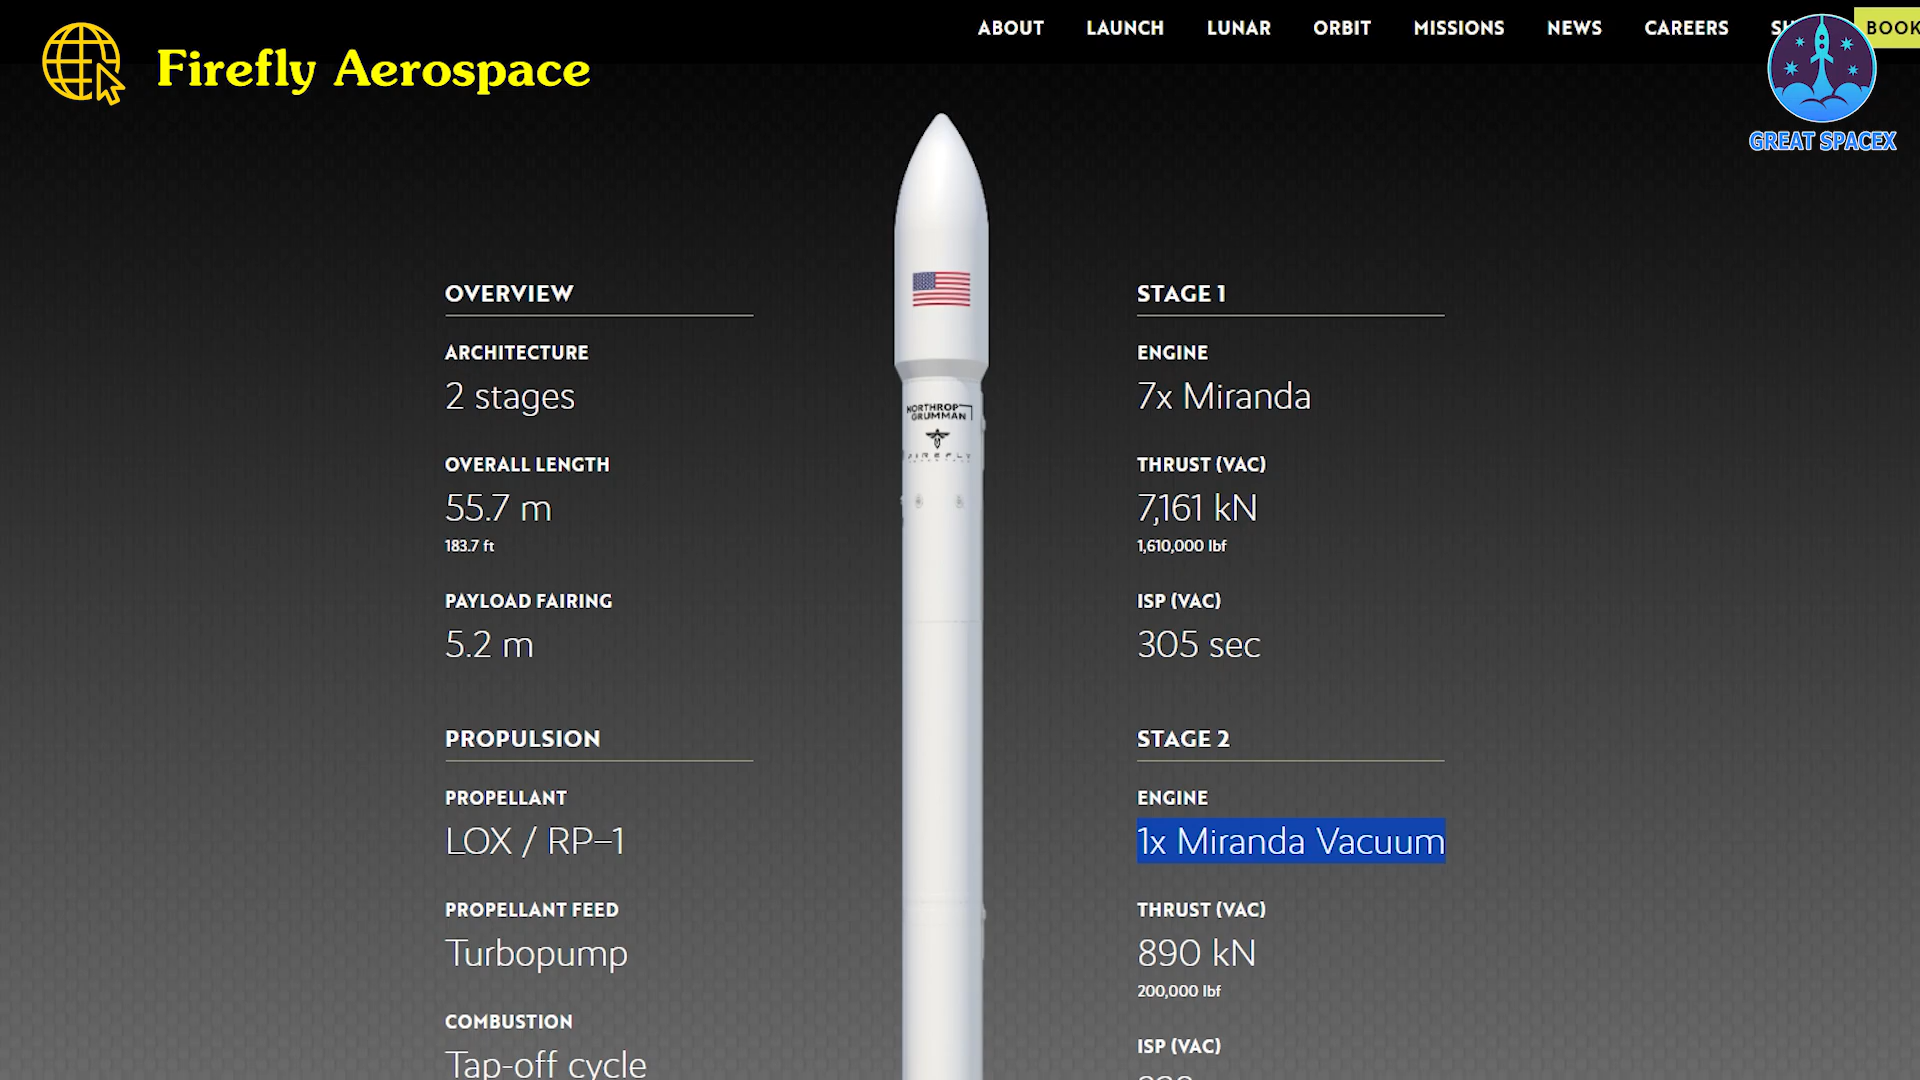 ABOUT
LAUNCH
LUNAR
ORBIT
MISSIONS
NEWS
CAREERS
BOOK
Firefly Aerospace
GREAT SPACEX
OVERVIEW
ARCHITECTURE
2 stages
OVERALL LENGTH
55.7 m
183.7 ft
PAYLOAD FAIRING
5.2 m
PROPULSION
PROPELLANT
LOX / RP–1
PROPELLANT FEED
Turbopump
COMBUSTION
Tap-off cycle
NORTHROP
GRUMMAN
FIREFLY
STAGE 1
ENGINE
7x Miranda
THRUST (VAC)
7,161 kN
1,610,000 lbf
ISP (VAC)
305 sec
STAGE 2
ENGINE
1x Miranda Vacuum
THRUST (VAC)
890 kN
200,000 lbf
ISP (VAC)